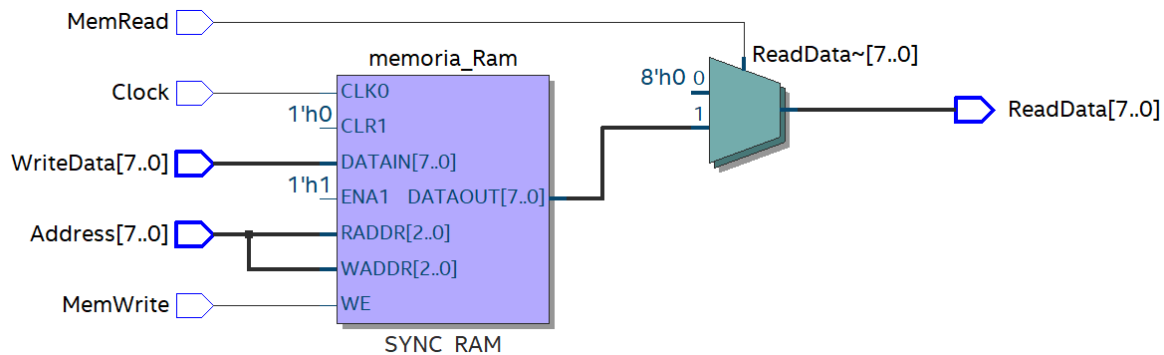 MemRead
memoria_Ram
ReadData~[7..0]
8'h0 0
Clock
CLK0
1
ReadData[7..0]
1'h0
CLR1
WriteData[7..0]
DATAIN[7..0]
1'h1
ENA1 DATAOUT[7..0]
Address[7..0]
RADDR[2..0]
WADDR[2..0]
MemWrite
WE
SYNC_RAM